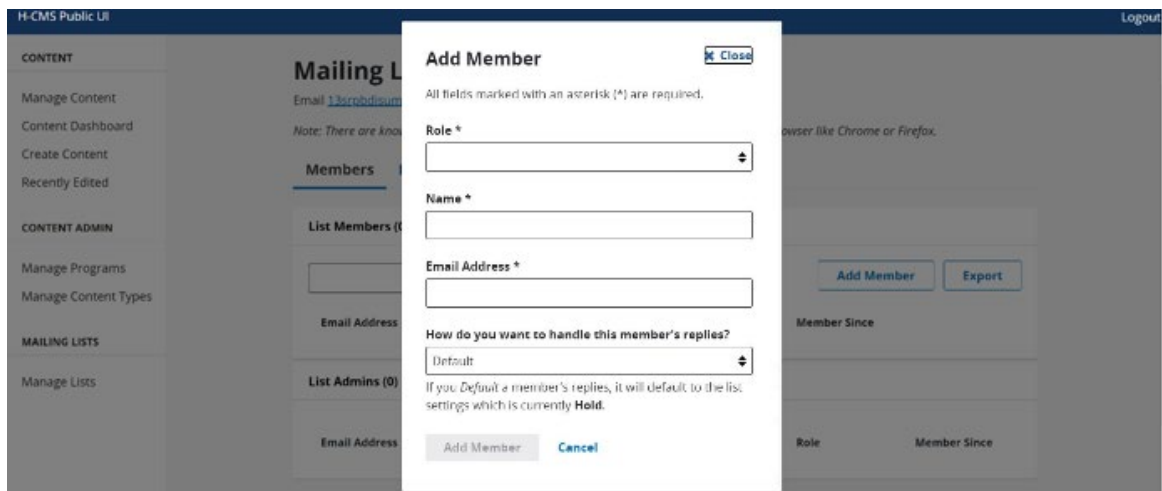 H-CMS Public UI
Logout
CONTENT
Manage Content
Content Dashboard
Create Content
Recently Edited
CONTENT ADMIN
Manage Programs
Manage Content Types
MAILING LISTS
Manage Lists
Mailing L
Email
Note: There are know
owser like Chrome or Firefox.
Members
List Members (0
Add Member
Export
Email Address
Member Since
List Admins (0)
Email Address
Role
Member Since
Add Member
✖ Close
All fields marked with an asterisk (*) are required.
Role *
Name *
Email Address *
How do you want to handle this member's replies?
Default
If you Default a member's replies, it will default to the list
settings which is currently Hold.
Add Member
Cancel